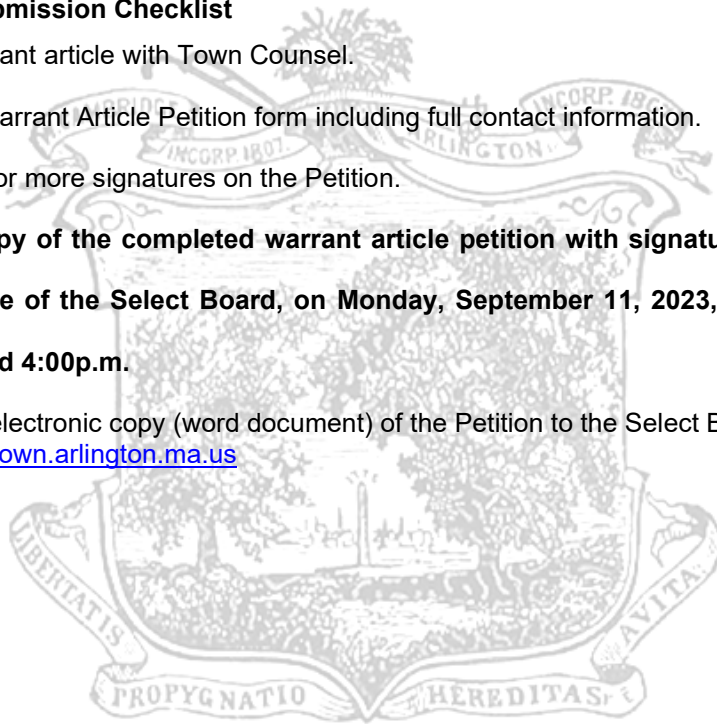 omission Checklist
ant article with Town Counsel.
arrant Article Petition form including full contact information.
or more signatures on the Petition.
py of the completed warrant article petition with signatu
e of the Select Board, on Monday, September 11, 2023,
d 4:00p.m.
electronic copy (word document) of the Petition to the Select B
own.arlington.ma.us
INCORP. 1807.
ARLINGTON
INCORP. 18
LIBERTATIS
PROPYGNATIO
HEREDITAS
AVITA